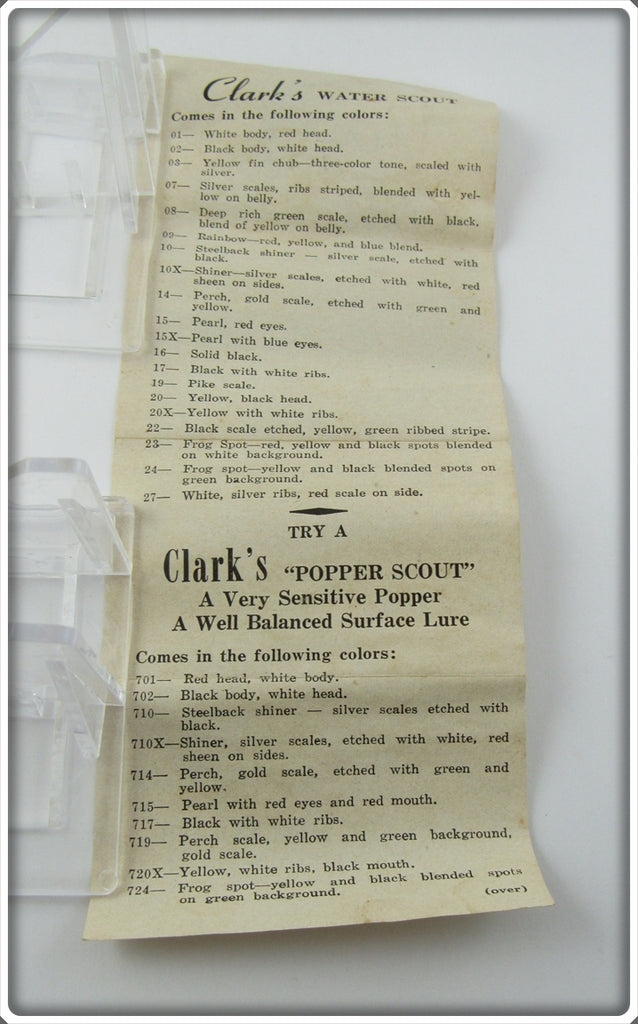 Clark's WATER SCOUT
Comes in the following colors:
01— White body, red head.
02— Black body, white head.
03— Yellow fin chub—three-color tone, scaled with
silver.
07— Silver scales, ribs striped, blended with yel-
low on belly.
08— Deep rich green scale, etched with black,
blend of yellow on belly.
09— Rainbow—red, yellow, and blue blend.
10— Steelback shiner — silver scale, etched with
black.
10X—Shiner—silver scales, etched with white, red
sheen on sides.
14— Perch, gold scale, etched with green and
yellow.
15— Pearl, red eyes.
15X—Pearl with blue eyes.
16— Solid black.
17— Black with white ribs.
19— Pike scale.
20— Yellow, black head.
20X—Yellow with white ribs.
22— Black scale etched, yellow, green ribbed stripe.
23— Frog Spot—red, yellow and black spots blended
on white background.
24— Frog spot—yellow and black blended spots on
green background.
27— White, silver ribs, red scale on side.
TRY A
Clark's "POPPER SCOUT"
A Very Sensitive Popper
A Well Balanced Surface Lure
Comes in the following colors:
701— Red head, white body.
702— Black body, white head.
710— Steelback shiner — silver scales etched with
black.
710X—Shiner, silver scales, etched with white, red
sheen on sides.
714— Perch, gold scale, etched with green and
yellow.
715— Pearl with red eyes and red mouth.
717— Black with white ribs.
719— Perch scale, yellow and green background,
gold scale.
720X—Yellow, white ribs, black mouth.
724— Frog spot—yellow and black blended spots
on green background. (over)